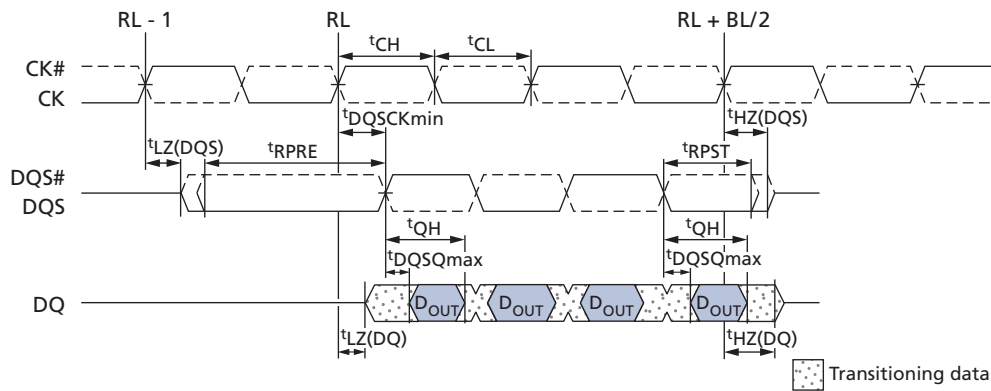 RL - 1 RL RL + BL/2
tCH tCL
CK#
CK
tDQSCKmin tHZ(DQS)
tLZ(DQS) tRPRE tRPST
DQS#
DQS
tQH tQH
tDQSQmax tDQSQmax
DQ DOUT DOUT DOUT DOUT
tLZ(DQ) tHZ(DQ)
Transitioning data